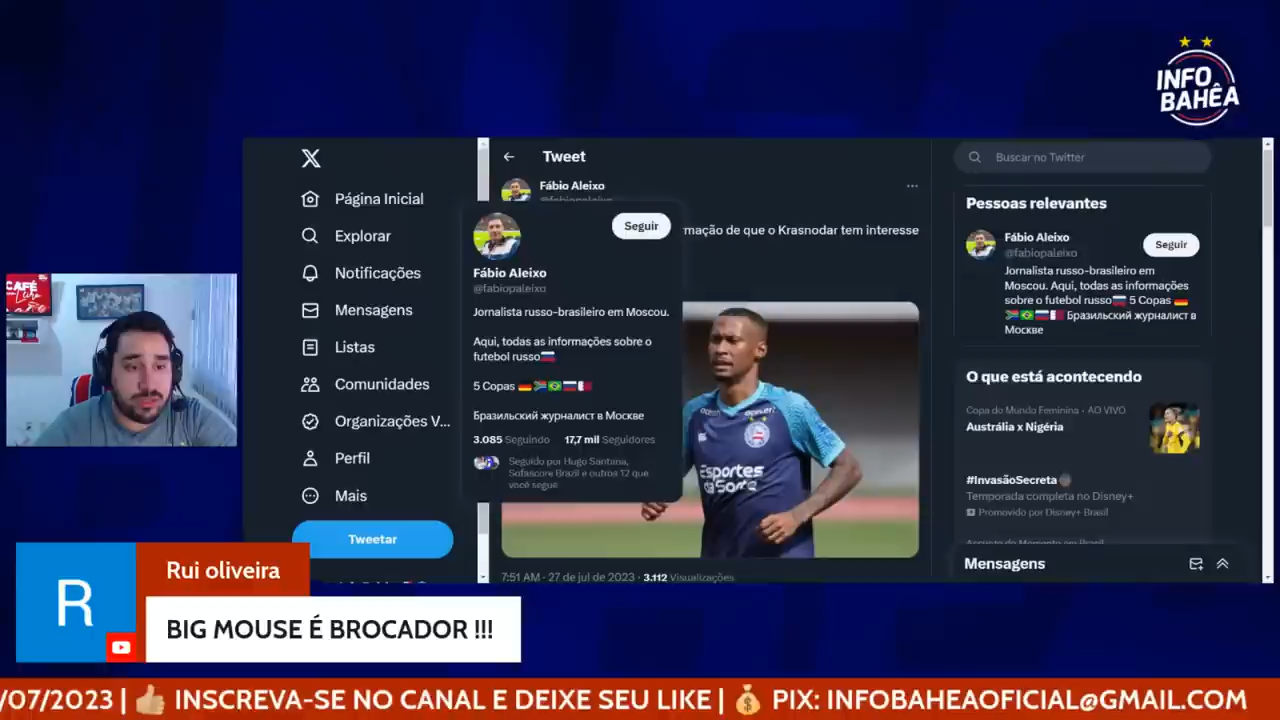 INFO
BAHÊA
X
Página Inicial
Explorar
Notificações
Mensagens
Listas
Comunidades
Organizações V...
Perfil
Mais
Tweetar
Tweet
Fábio Aleixo
mação de que o Krasnodar tem interesse
Seguir
Fábio Aleixo
@fabiopaleixo
Jornalista russo-brasileiro em Moscou.
Aqui, todas as informações sobre o
futebol russo🇷🇺
5 Copas 🇩🇪🇿🇦🇧🇷🇷🇺🇶🇦
Бразильский журналист в Москве
3.085 Seguindo 17,7 mil Seguidores
Seguido por Hugo Santana,
Sofascore Brazil e outros 12 que
você segue
Esportes
da Sorte
7:51 AM · 27 de jul de 2023 · 3.112 Visualizações
Buscar no Twitter
Pessoas relevantes
Fábio Aleixo
@fabiopaleixo
Seguir
Jornalista russo-brasileiro em
Moscou. Aqui, todas as informações
sobre o futebol russo🇷🇺 5 Copas 🇩🇪
🇿🇦🇧🇷🇷🇺🇶🇦 Бразильский журналист в
Москве
O que está acontecendo
Copa do Mundo Feminina · AO VIVO
Austrália x Nigéria
#InvasãoSecreta
Temporada completa no Disney+
Promovido por Disney+ Brasil
Assunto do Momento em Brasil
Mensagens
CAFÉ
R
Rui oliveira
BIG MOUSE É BROCADOR !!!
/07/2023 | 👍🏼 INSCREVA-SE NO CANAL E DEIXE SEU LIKE | 💰 PIX: INFOBAHEAOFICIAL@GMAIL.COM